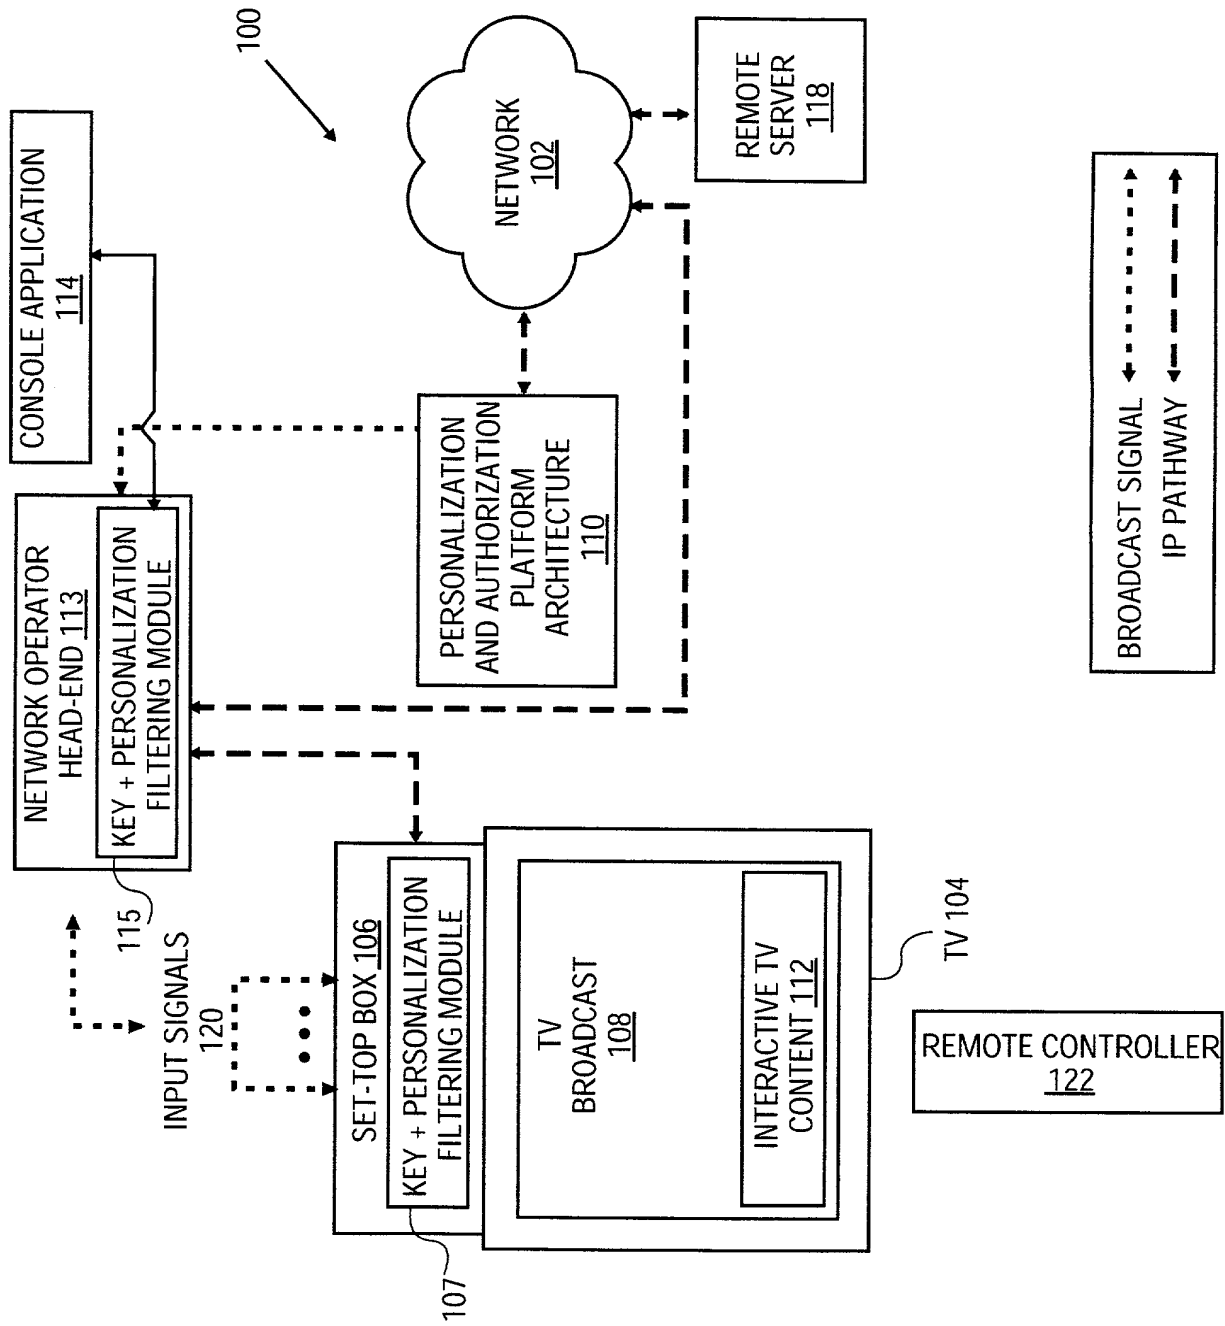 100
CONSOLE APPLICATION
114
NETWORK OPERATOR
HEAD-END 113
KEY + PERSONALIZATION
FILTERING MODULE
115
INPUT SIGNALS
120
NETWORK
102
REMOTE
SERVER
118
PERSONALIZATION
AND AUTHORIZATION
PLATFORM
ARCHITECTURE
110
SET-TOP BOX 106
KEY + PERSONALIZATION
FILTERING MODULE
107
TV
BROADCAST
108
INTERACTIVE TV
CONTENT 112
TV 104
REMOTE CONTROLLER
122
BROADCAST SIGNAL
IP PATHWAY